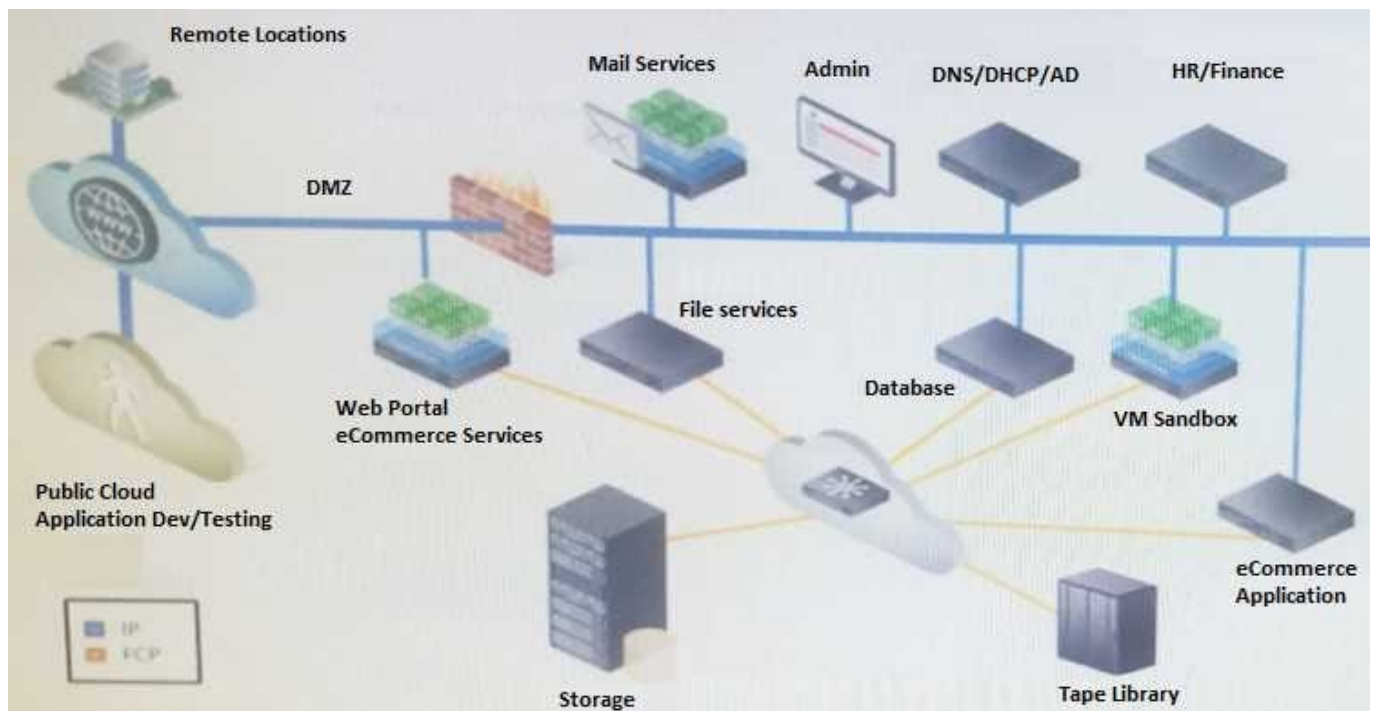 Remote Locations
Mail Services
Admin
DNS/DHCP/AD
HR/Finance
DMZ
WWW
File services
Database
VM Sandbox
Web Portal
eCommerce Services
Public Cloud
Application Dev/Testing
eCommerce
Application
IP
FCP
Storage
Tape Library